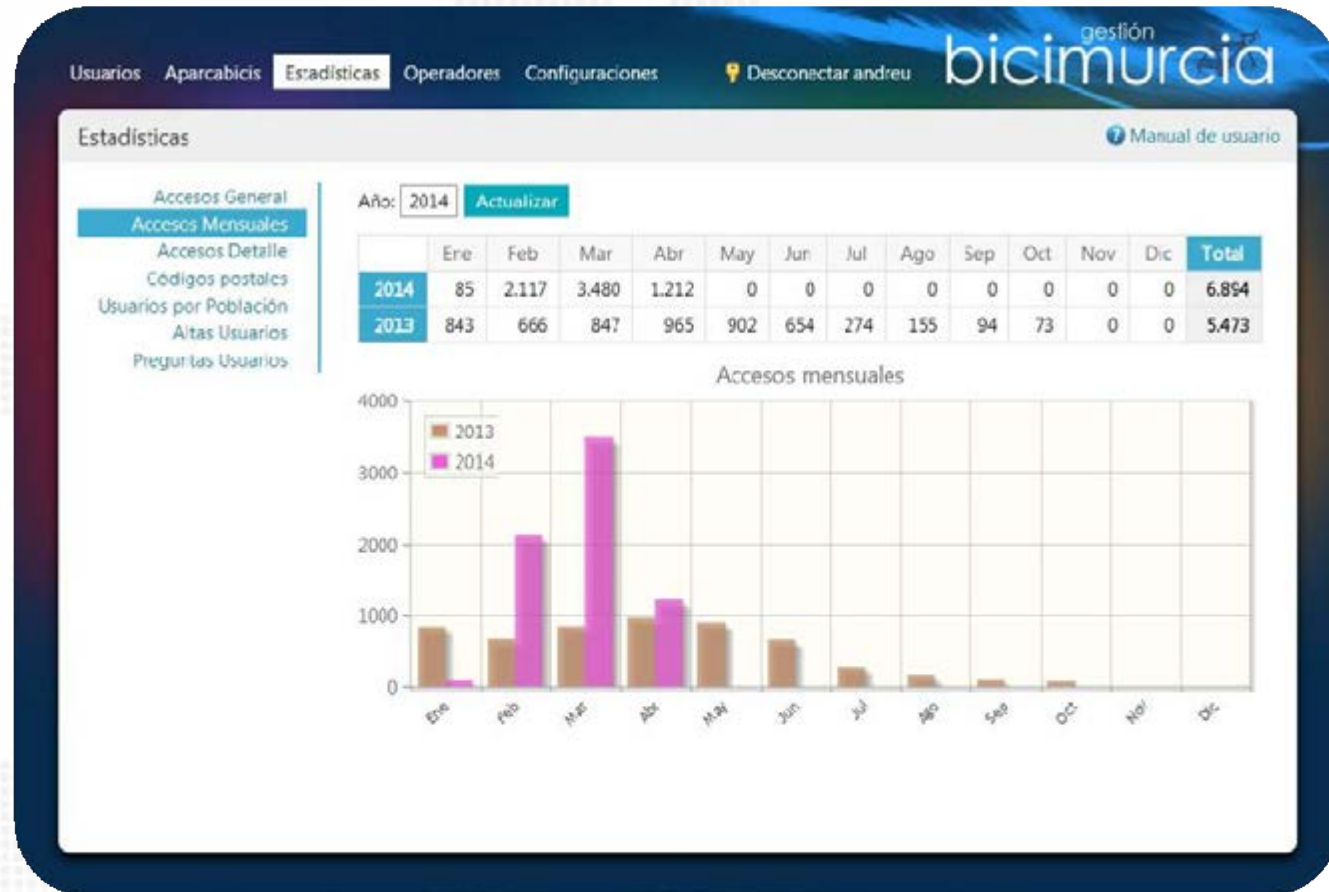 gestión
Usuarios Aparcabicis Estadísticas Operadores Configuraciones Desconectar andreu bicimurcia
Estadísticas Manual de usuario
Accesos General
Accesos Mensuales
Accesos Detalle
Códigos postales
Usuarios por Población
Altas Usuarios
Preguntas Usuarios
Año: 2014 Actualizar
Ene Feb Mar Abr May Jun Jul Ago Sep Oct Nov Dic Total
2014 85 2.117 3.480 1.212 0 0 0 0 0 0 0 0 6.894
2013 843 666 847 965 902 654 274 155 94 73 0 0 5.473
Accesos mensuales
4000
2013
2014
3000
2000
1000
0
Ene Feb Mar Abr May Jun Jul Ago Sep Oct Nov Dic